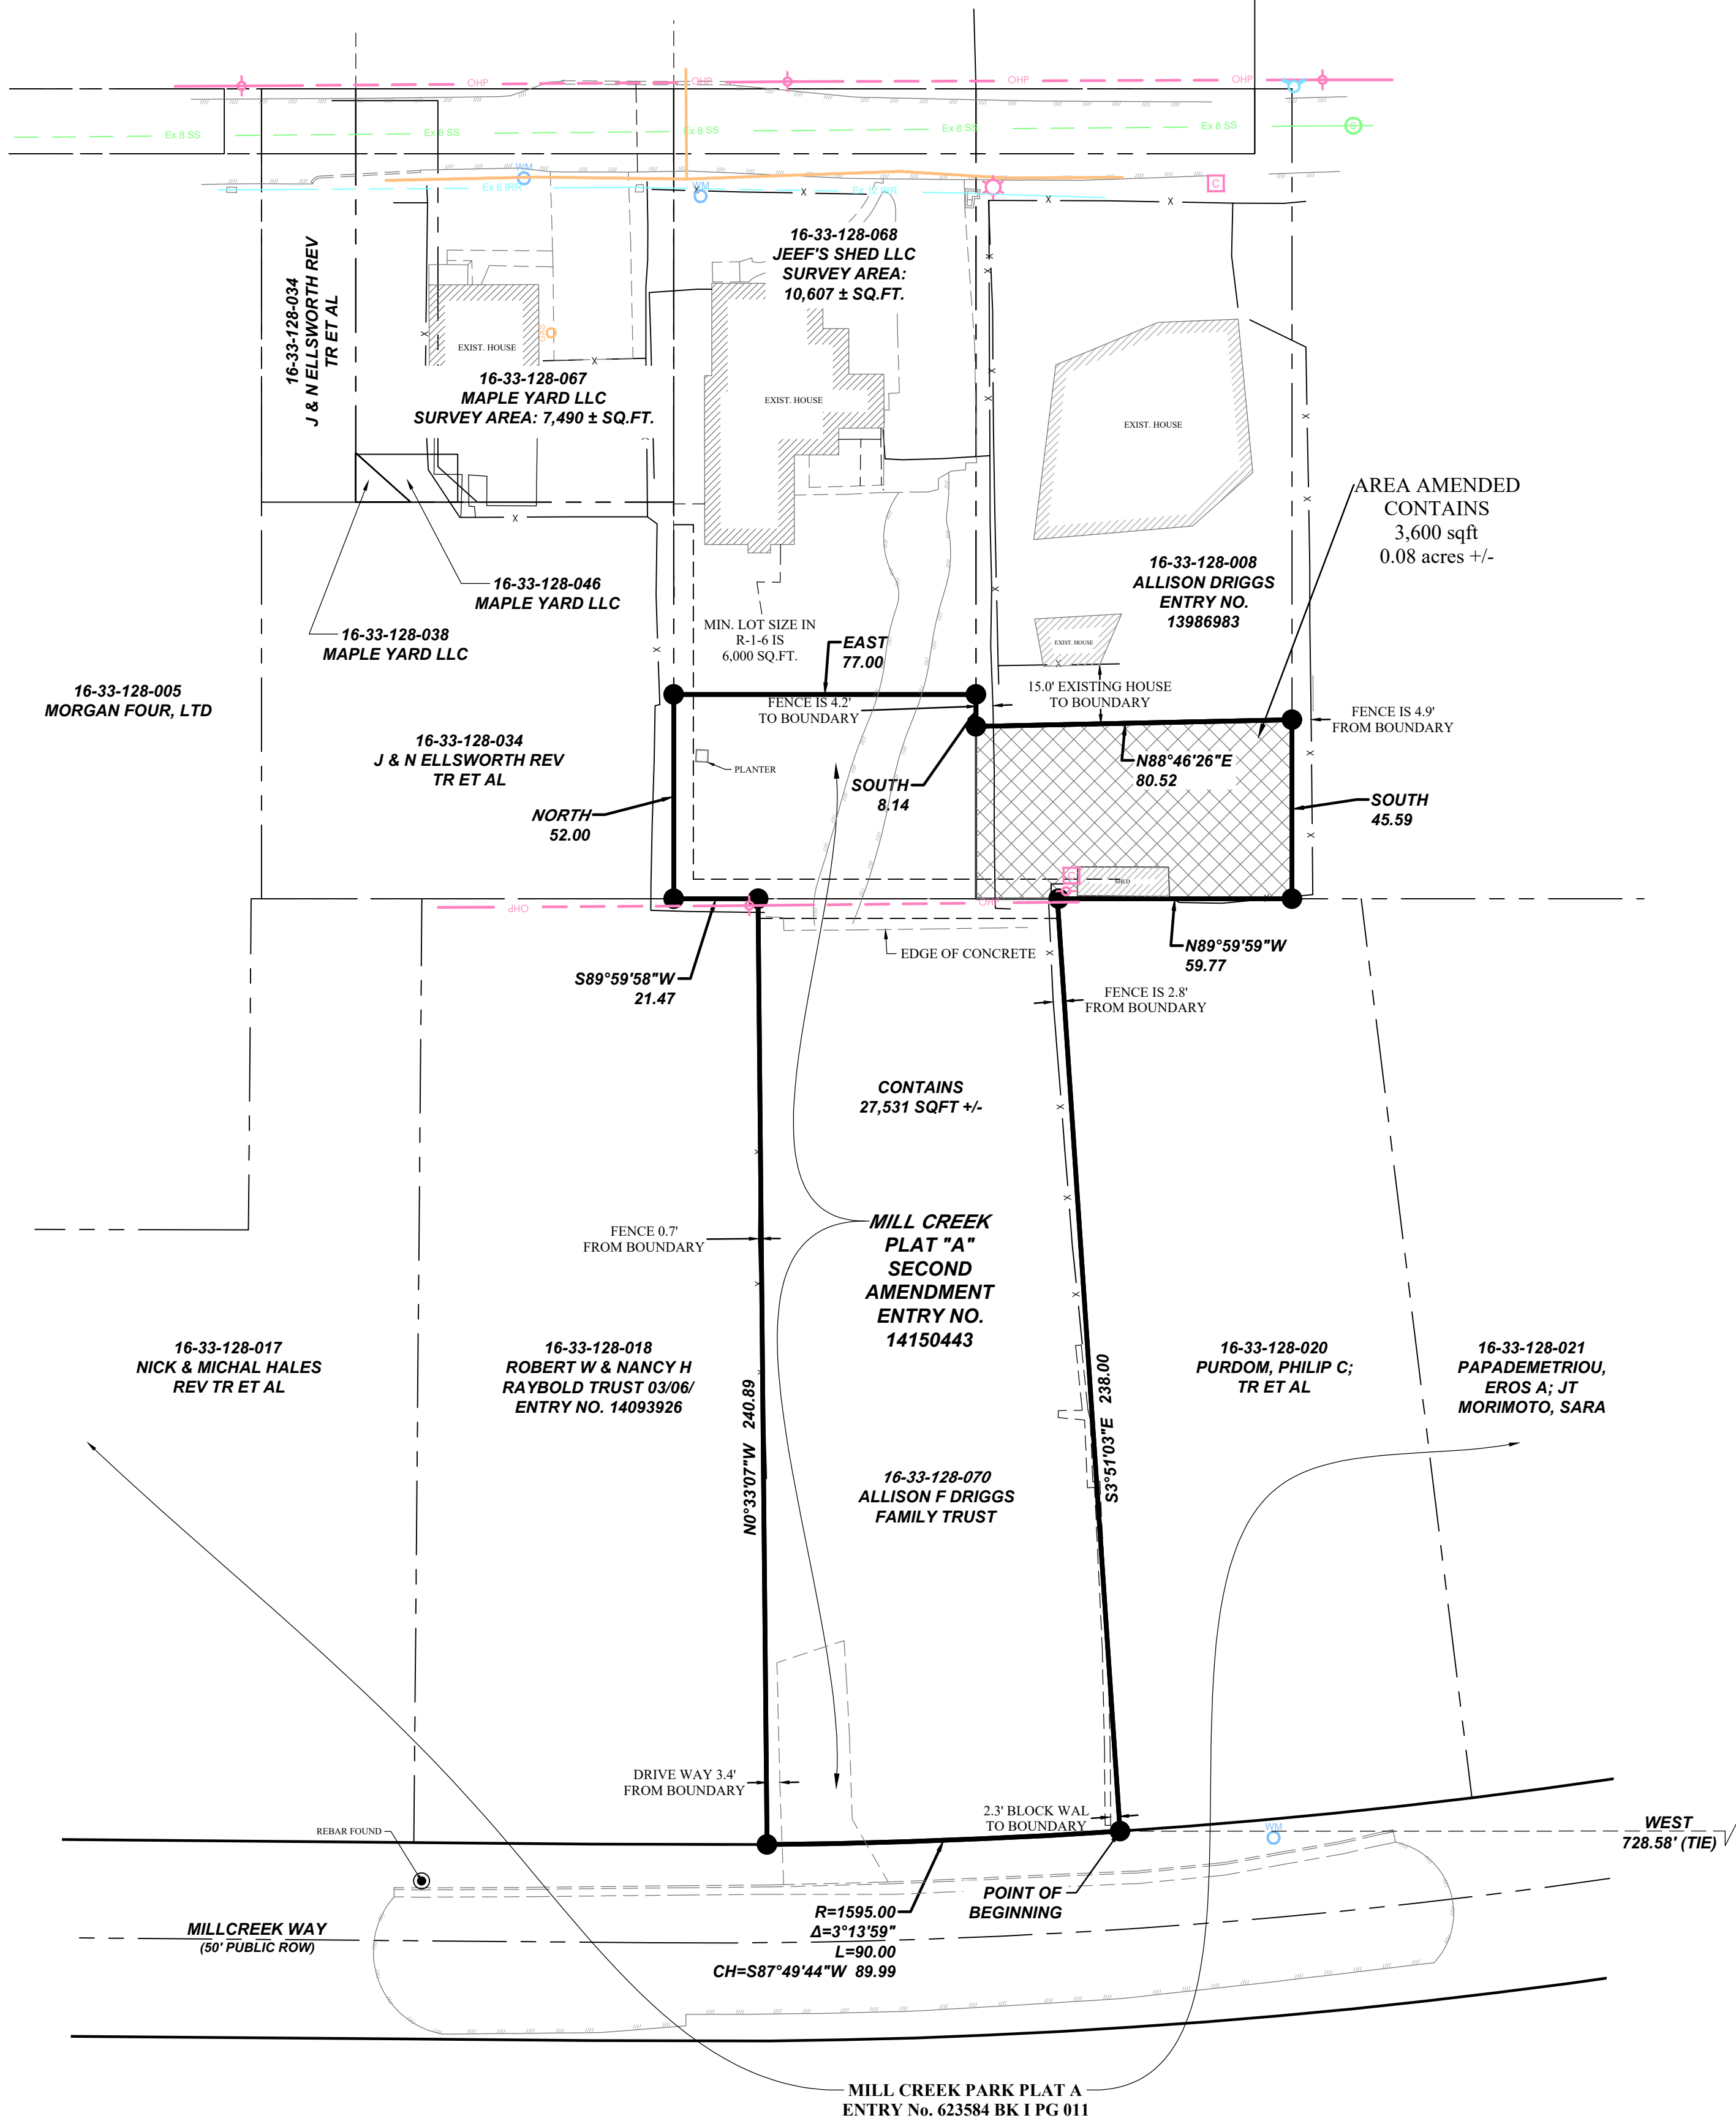 OHP
OHP
OHP
OHP
Ex 8 SS
Ex 8 SS
Ex 8 SS
Ex 8 SS
Ex 8 SS
S
WM
WM
Ex 6 IRR
C
16-33-128-034
J & N ELLSWORTH REV
TR ET AL
16-33-128-068
JEEF'S SHED LLC
SURVEY AREA:
10,607 ± SQ.FT.
EXIST. HOUSE
GAS
16-33-128-067
MAPLE YARD LLC
SURVEY AREA: 7,490 ± SQ.FT.
EXIST. HOUSE
EXIST. HOUSE
AREA AMENDED
CONTAINS
3,600 sqft
0.08 acres +/-
16-33-128-008
ALLISON DRIGGS
ENTRY NO.
13986983
16-33-128-046
MAPLE YARD LLC
16-33-128-038
MAPLE YARD LLC
MIN. LOT SIZE IN
R-1-6 IS
6,000 SQ.FT.
EAST
77.00
EXIST. HOUSE
16-33-128-005
MORGAN FOUR, LTD
FENCE IS 4.2'
TO BOUNDARY
15.0' EXISTING HOUSE
TO BOUNDARY
FENCE IS 4.9'
FROM BOUNDARY
16-33-128-034
J & N ELLSWORTH REV
TR ET AL
PLANTER
N88°46'26"E
80.52
SOUTH
8.14
SOUTH
45.59
NORTH
52.00
C
SHED
OHP
OHP
EDGE OF CONCRETE
N89°59'59"W
59.77
S89°59'58"W
21.47
FENCE IS 2.8'
FROM BOUNDARY
CONTAINS
27,531 SQFT +/-
FENCE 0.7'
FROM BOUNDARY
MILL CREEK
PLAT "A"
SECOND
AMENDMENT
ENTRY NO.
14150443
16-33-128-017
NICK & MICHAL HALES
REV TR ET AL
16-33-128-018
ROBERT W & NANCY H
RAYBOLD TRUST 03/06/
ENTRY NO. 14093926
N0°33'07"W 240.89
S3°51'03"E 238.00
16-33-128-020
PURDOM, PHILIP C;
TR ET AL
16-33-128-021
PAPADEMETRIOU,
EROS A; JT
MORIMOTO, SARA
16-33-128-070
ALLISON F DRIGGS
FAMILY TRUST
DRIVE WAY 3.4'
FROM BOUNDARY
2.3' BLOCK WAL
TO BOUNDARY
REBAR FOUND
WM
WEST
728.58' (TIE)
POINT OF
BEGINNING
MILLCREEK WAY
(50' PUBLIC ROW)
R=1595.00
Δ=3°13'59"
L=90.00
CH=S87°49'44"W 89.99
MILL CREEK PARK PLAT A
ENTRY No. 623584 BK I PG 011